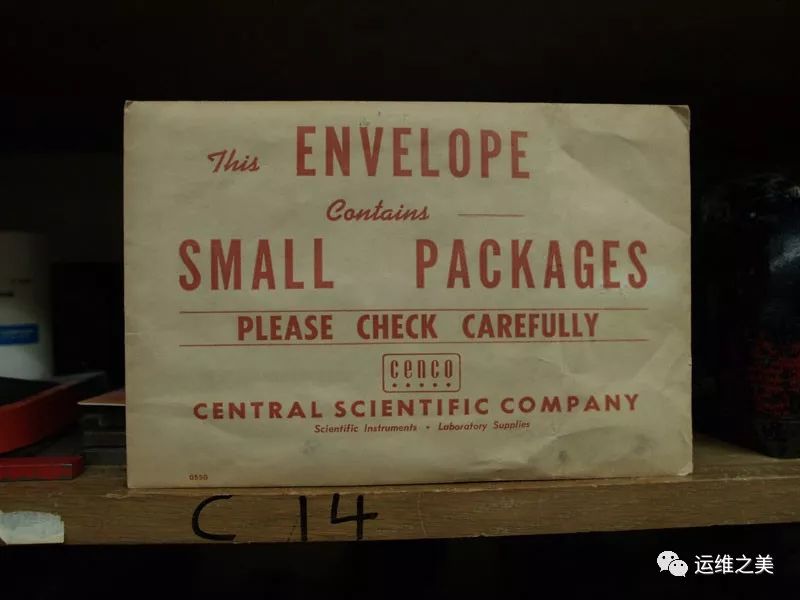 This ENVELOPE
Contains
SMALL PACKAGES
PLEASE CHECK CAREFULLY
cenco
CENTRAL SCIENTIFIC COMPANY
Scientific Instruments • Laboratory Supplies
0550
C 14
运维之美